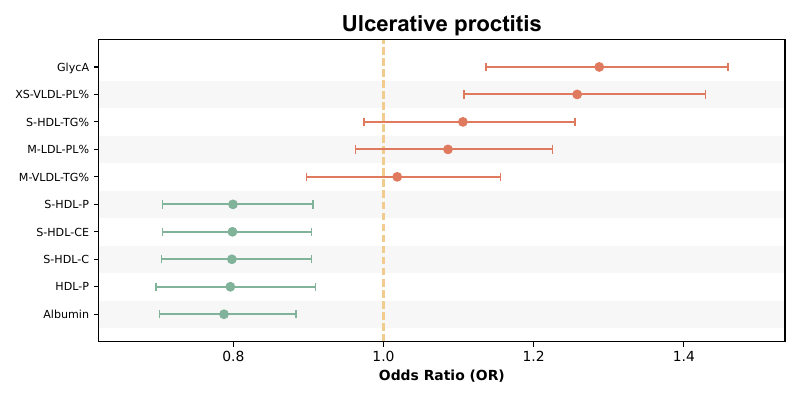 Ulcerative proctitis
GlycA
XS-VLDL-PL%
S-HDL-TG%
M-LDL-PL%
M-VLDL-TG%
S-HDL-P
S-HDL-CE
S-HDL-C
HDL-P
Albumin
0.8 1.0 1.2 1.4
Odds Ratio (OR)